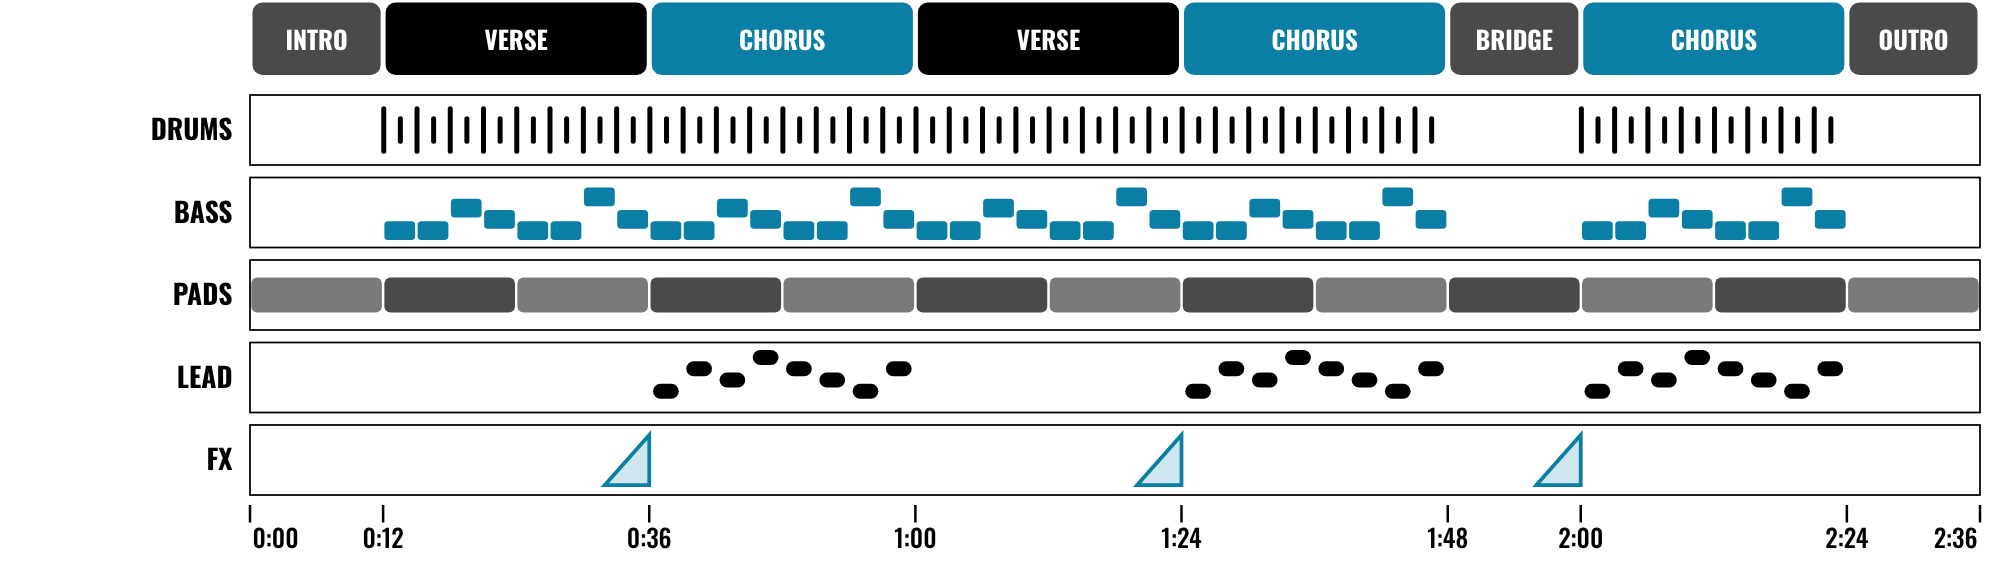 INTRO VERSE CHORUS VERSE CHORUS BRIDGE CHORUS OUTRO
DRUMS
BASS
PADS
LEAD
FX
0:00 0:12 0:36 1:00 1:24 1:48 2:00 2:24 2:36